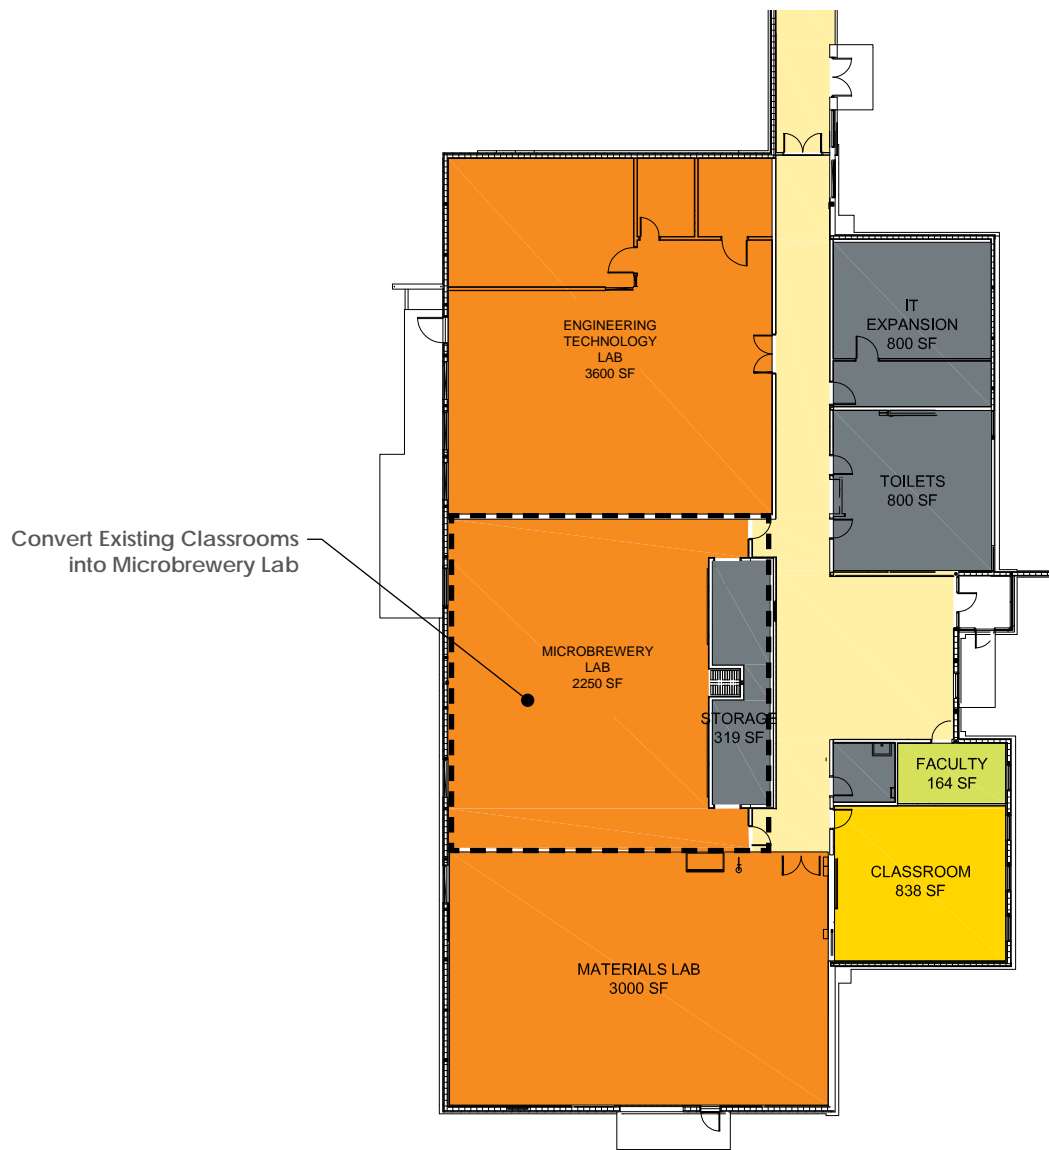 IT
EXPANSION
800 SF
ENGINEERING
TECHNOLOGY
LAB
3600 SF
TOILETS
800 SF
Convert Existing Classrooms
into Microbrewery Lab
MICROBREWERY
LAB
2250 SF
STORAGE
319 SF
FACULTY
164 SF
CLASSROOM
838 SF
MATERIALS LAB
3000 SF